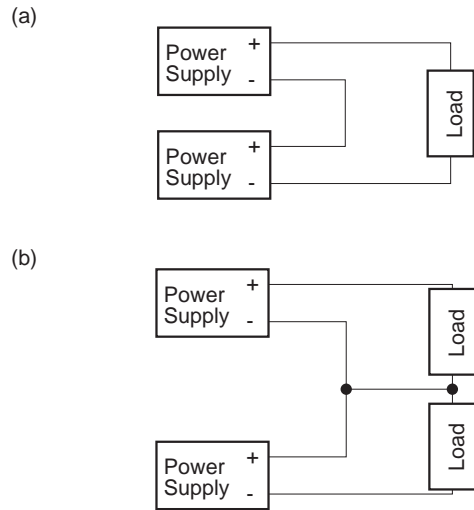 (a)
Power
Supply
+
-
Load
Power
Supply
+
-
(b)
Power
Supply
+
-
Load
Power
Supply
+
-
Load